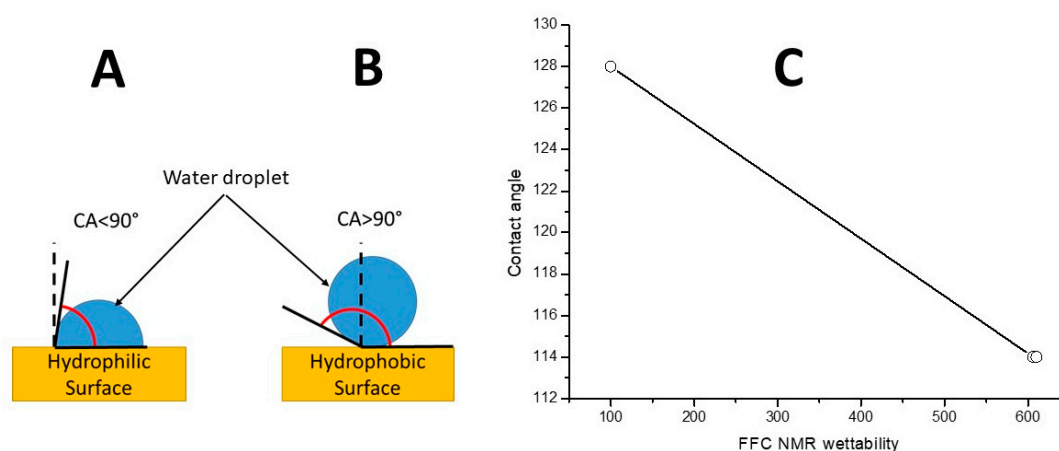 A
B
Water droplet
CA<90°
CA>90°
Hydrophilic
Surface
Hydrophobic
Surface
C
Contact angle
130
128
126
124
122
120
118
116
114
112
100 200 300 400 500 600
FFC NMR wettability